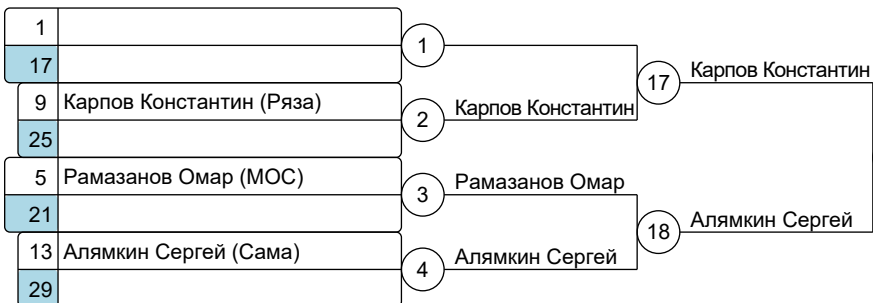 1
17
1
9 Карпов Константин (Ряза)
25
2
Карпов Константин
17
Карпов Константин
5 Рамазанов Омар (МОС)
21
3
Рамазанов Омар
13 Алямкин Сергей (Сама)
29
4
Алямкин Сергей
18
Алямкин Сергей